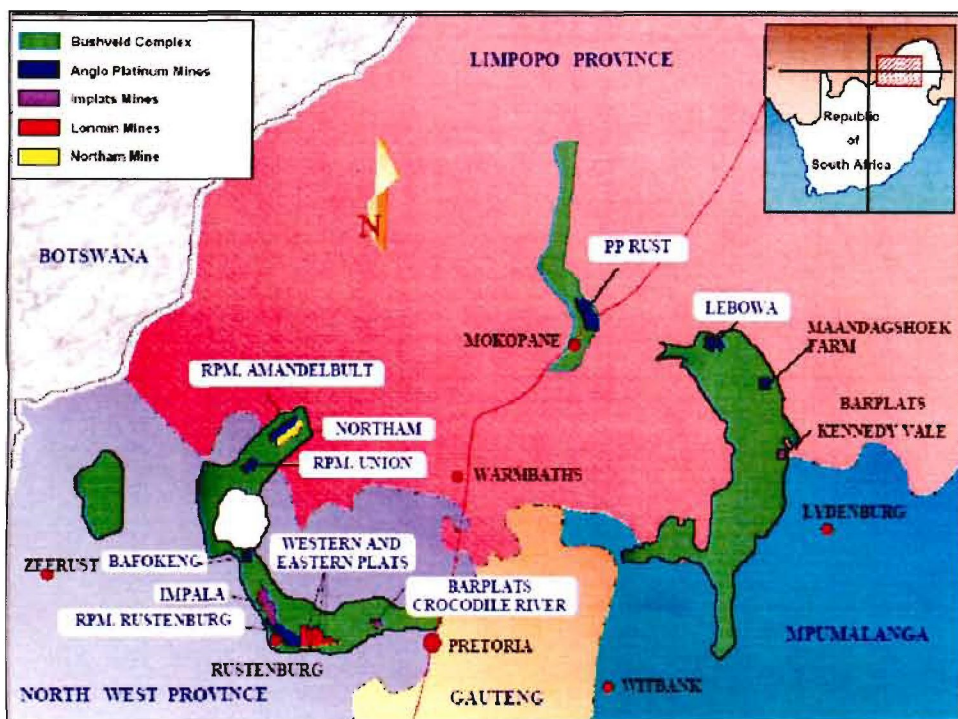 Bushveld Complex
Anglo Platinum Mines
Implats Mines
Lonmin Mines
Northam Mine
LIMPOPO PROVINCE
Republic
of
South Africa
BOTSWANA
N
PP RUST
LEBOWA
MOKOPANE
MAANDAGSHOEK
FARM
RPM. AMANDELBULT
BARPLATS
KENNEDY VALE
NORTHAM
RPM. UNION
WARMBATHS
LYDENBURG
ZEERUST
BAFOKENG
WESTERN AND
EASTERN PLATS
IMPALA
BARPLATS
CROCODILE RIVER
RPM. RUSTENBURG
RUSTENBURG
PRETORIA
MPUMALANGA
NORTH WEST PROVINCE
GAUTENG
WITBANK